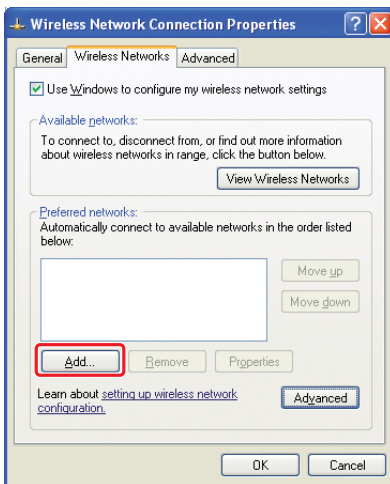 Wireless Network Connection Properties
General Wireless Networks Advanced
Use Windows to configure my wireless network settings
Available networks:
To connect to, disconnect from, or find out more information
about wireless networks in range, click the button below.
View Wireless Networks
Preferred networks:
Automatically connect to available networks in the order listed
below:
Move up
Move down
Add... Remove Properties
Learn about setting up wireless network
configuration.
Advanced
OK Cancel